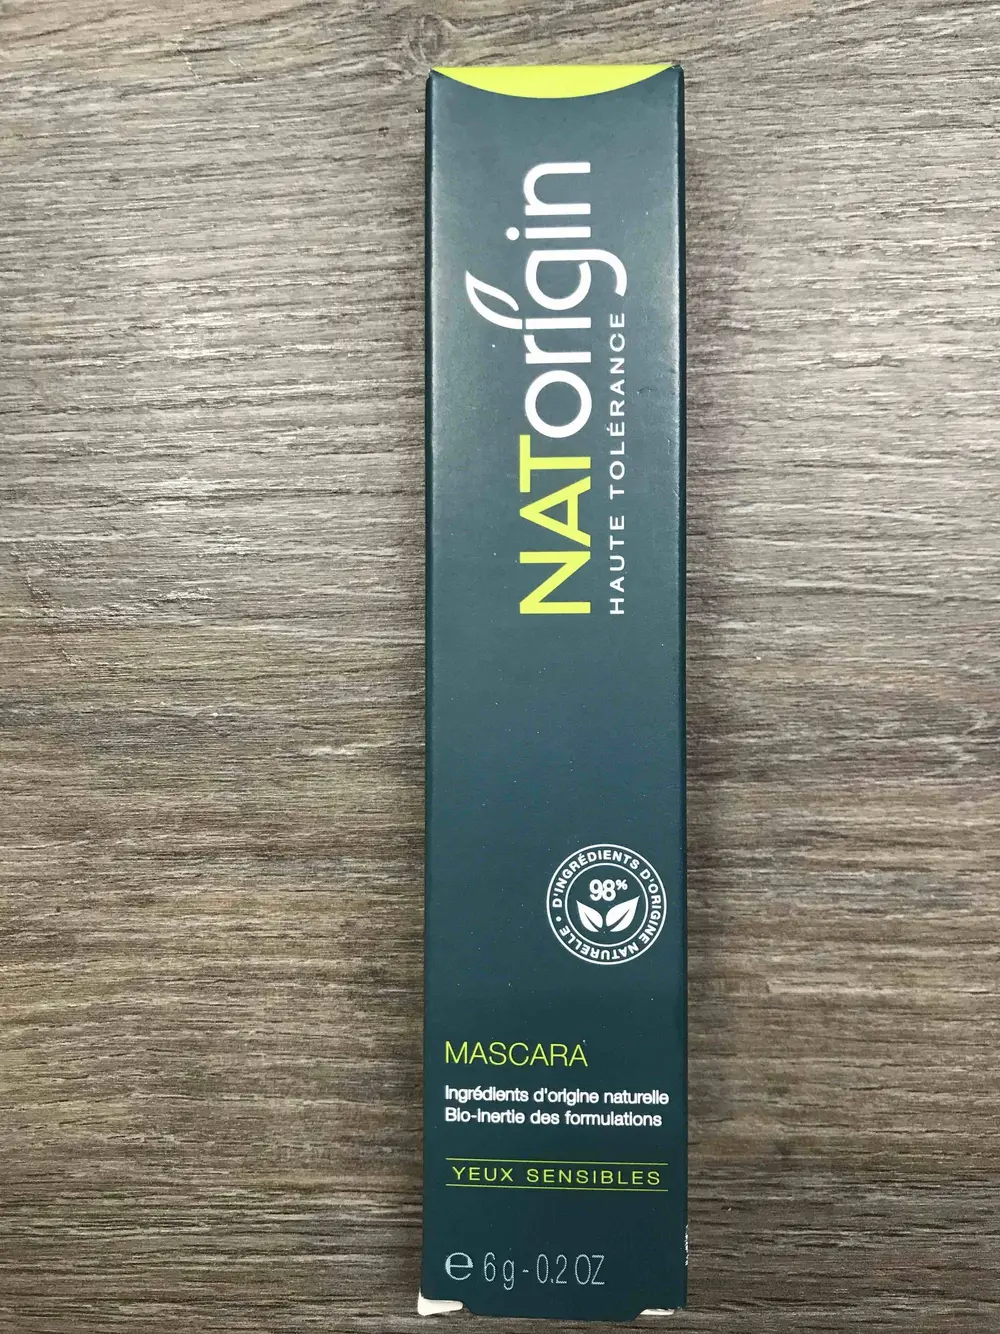 NATorigin
HAUTE TOLÉRANCE
98%
D'INGRÉDIENTS D'ORIGINE NATURELLE •
MASCARA
Ingrédients d'origine naturelle
Bio-inertie des formulations
YEUX SENSIBLES
℮ 6 g - 0.2 OZ